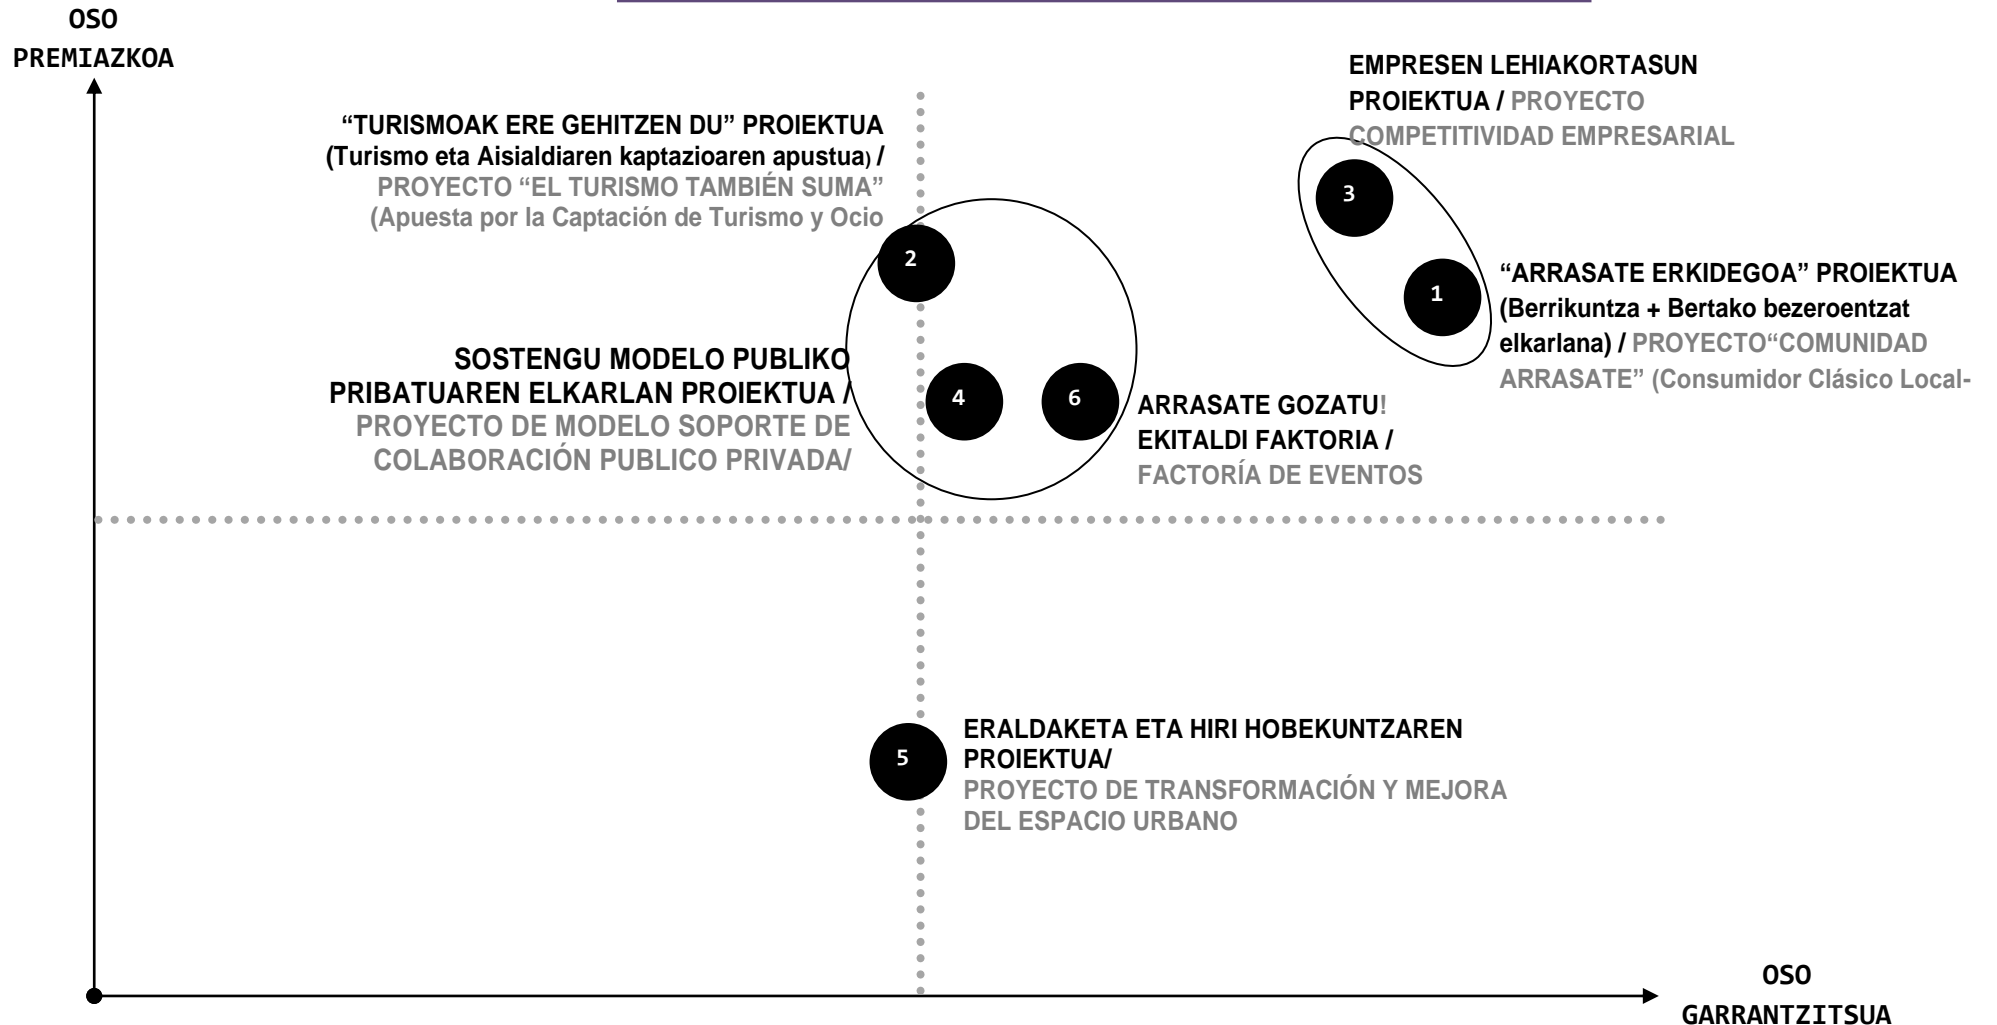 OSO
PREMIAZKOA
EMPRESEN LEHIAKORTASUN
PROIEKTUA / PROYECTO
COMPETITIVIDAD EMPRESARIAL
“TURISMOAK ERE GEHITZEN DU” PROIEKTUA
(Turismo eta Aisialdiaren kaptazioaren apustua) /
PROYECTO “EL TURISMO TAMBIÉN SUMA”
(Apuesta por la Captación de Turismo y Ocio
3
2
1
“ARRASATE ERKIDEGOA” PROIEKTUA
(Berrikuntza + Bertako bezeroentzat
elkarlana) / PROYECTO“COMUNIDAD
ARRASATE” (Consumidor Clásico Local-
SOSTENGU MODELO PUBLIKO
PRIBATUAREN ELKARLAN PROIEKTUA /
PROYECTO DE MODELO SOPORTE DE
COLABORACIÓN PUBLICO PRIVADA/
4
6
ARRASATE GOZATU!
EKITALDI FAKTORIA /
FACTORÍA DE EVENTOS
5
ERALDAKETA ETA HIRI HOBEKUNTZAREN
PROIEKTUA/
PROYECTO DE TRANSFORMACIÓN Y MEJORA
DEL ESPACIO URBANO
OSO
GARRANTZITSUA